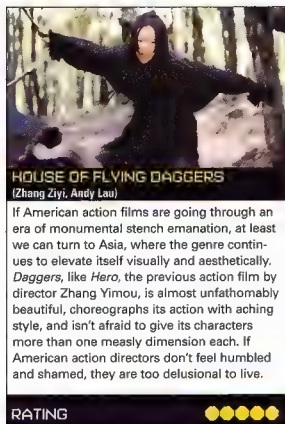 HOUSE OF FLYING DAGGERS
(Zhang Ziyi, Andy Lau)
If American action films are going through an
era of monumental stench emanation, at least
we can turn to Asia, where the genre contin-
ues to elevate itself visually and aesthetically.
Daggers, like Hero, the previous action film by
director Zhang Yimou, is almost unfathomably
beautiful, choreographs its action with aching
style, and isn't afraid to give its characters
more than one measly dimension each. If
American action directors don't feel humbled
and shamed, they are too delusional to live.
RATING